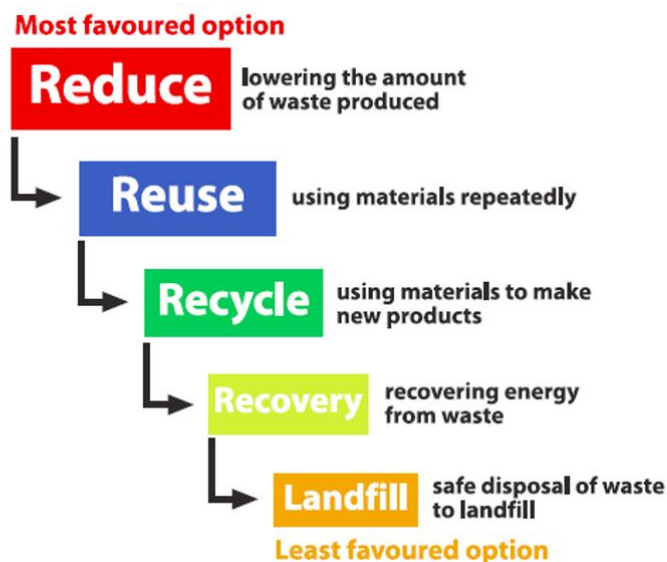 Most favoured option
Reduce
lowering the amount
of waste produced
Reuse
using materials repeatedly
Recycle
using materials to make
new products
Recovery
recovering energy
from waste
Landfill
safe disposal of waste
to landfill
Least favoured option